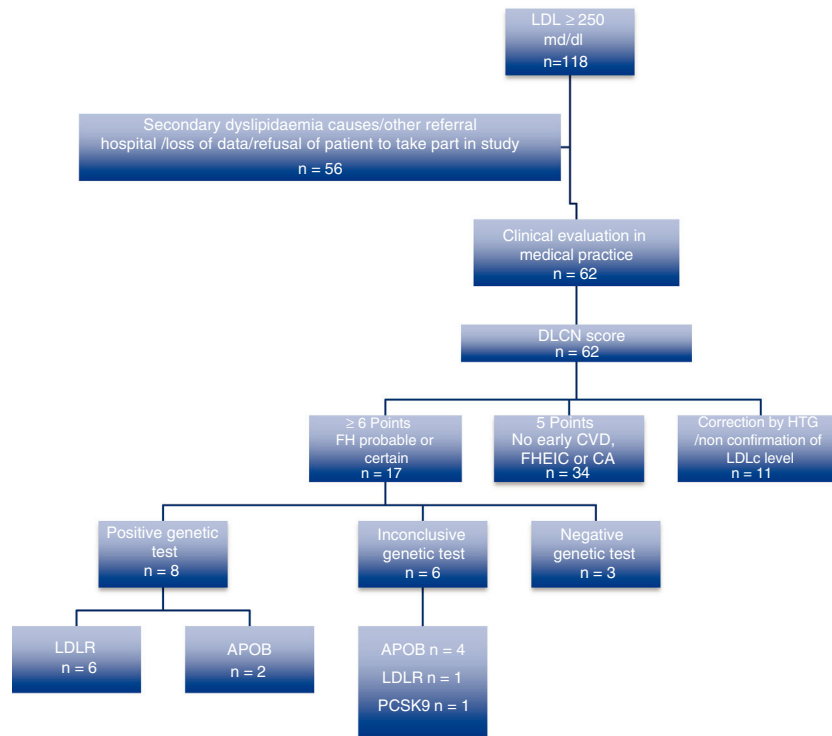 LDL ≥ 250
md/dl
n=118
Secondary dyslipidaemia causes/other referral
hospital /loss of data/refusal of patient to take part in study
n = 56
Clinical evaluation in
medical practice
n = 62
DLCN score
n = 62
≥ 6 Points
FH probable or
certain
n = 17
5 Points
No early CVD,
FHEIC or CA
n = 34
Correction by HTG
/non confirmation of
LDLc level
n = 11
Positive genetic
test
n = 8
Inconclusive
genetic test
n = 6
Negative
genetic test
n = 3
LDLR
n = 6
APOB
n = 2
APOB n = 4
LDLR n = 1
PCSK9 n = 1